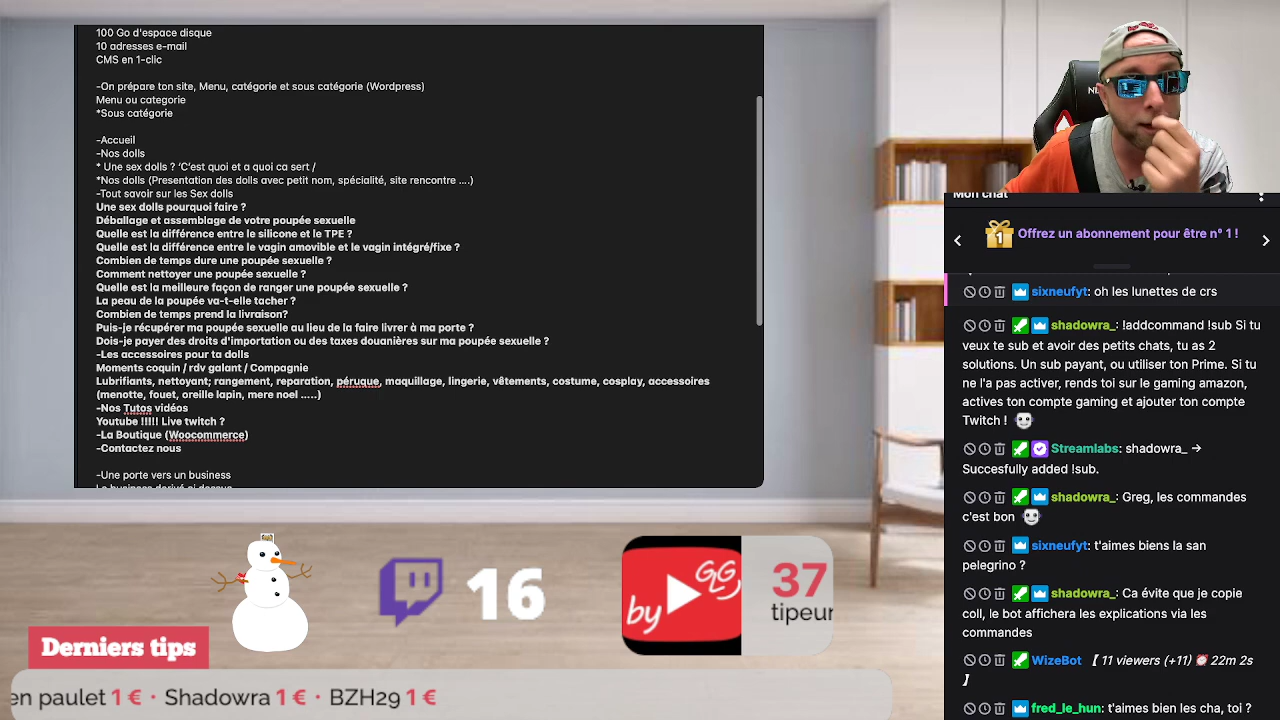 100 Go d'espace disque
10 adresses e-mail
CMS en 1-clic
-On prépare ton site, Menu, catégorie et sous catégorie (Wordpress)
Menu ou categorie
*Sous catégorie
-Accueil
-Nos dolls
* Une sex dolls ? 'C'est quoi et a quoi ca sert /
*Nos dolls (Presentation des dolls avec petit nom, spécialité, site rencontre ....)
-Tout savoir sur les Sex dolls
Une sex dolls pourquoi faire ?
Déballage et assemblage de votre poupée sexuelle
Quelle est la différence entre le silicone et le TPE ?
Quelle est la différence entre le vagin amovible et le vagin intégré/fixe ?
Combien de temps dure une poupée sexuelle ?
Comment nettoyer une poupée sexuelle ?
Quelle est la meilleure façon de ranger une poupée sexuelle ?
La peau de la poupée va-t-elle tacher ?
Combien de temps prend la livraison?
Puis-je récupérer ma poupée sexuelle au lieu de la faire livrer à ma porte ?
Dois-je payer des droits d'importation ou des taxes douanières sur ma poupée sexuelle ?
-Les accessoires pour ta dolls
Moments coquin / rdv galant / Compagnie
Lubrifiants, nettoyant; rangement, reparation, péruque, maquillage, lingerie, vêtements, costume, cosplay, accessoires
(menotte, fouet, oreille lapin, mere noel .....)
-Nos Tutos vidéos
Youtube !!!!! Live twitch ?
-La Boutique (Woocommerce)
-Contactez nous
-Une porte vers un business
Mon chat
1
Offrez un abonnement pour être n° 1 !
sixneufyt: oh les lunettes de crs
shadowra_: !addcommand !sub Si tu
veux te sub et avoir des petits chats, tu as 2
solutions. Un sub payant, ou utiliser ton Prime. Si tu
ne l'a pas activer, rends toi sur le gaming amazon,
actives ton compte gaming et ajouter ton compte
Twitch !
Streamlabs: shadowra_ →
Succesfully added !sub.
shadowra_: Greg, les commandes
c'est bon
sixneufyt: t'aimes biens la san
pelegrino ?
shadowra_: Ca évite que je copie
coll, le bot affichera les explications via les
commandes
WizeBot 【 11 viewers (+11) ⏰ 22m 2s
】
fred_le_hun: t'aimes bien les cha, toi ?
16
by GG
37
tipeur
Derniers tips
en paulet 1 € · Shadowra 1 € · BZH29 1 €